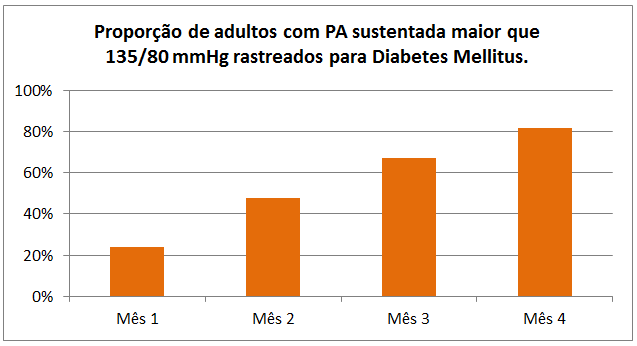 Proporção de adultos com PA sustentada maior que
135/80 mmHg rastreados para Diabetes Mellitus.
100%
80%
60%
40%
20%
0%
Mês 1 Mês 2 Mês 3 Mês 4